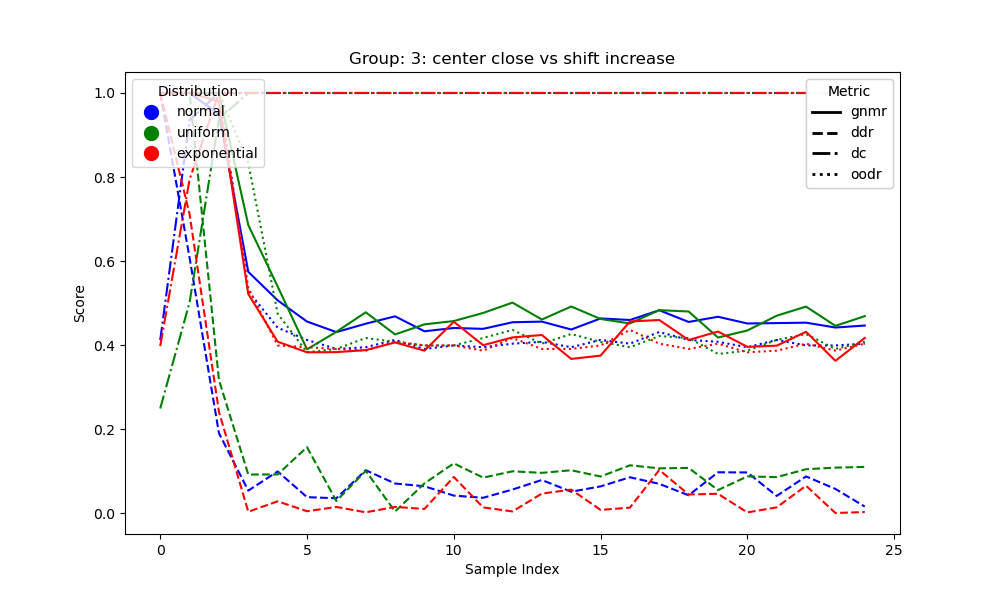 Group: 3: center close vs shift increase
Distribution
normal
uniform
exponential
Metric
gnmr
ddr
dc
oodr
Score
1.0
0.8
0.6
0.4
0.2
0.0
0
5
10
15
20
25
Sample Index